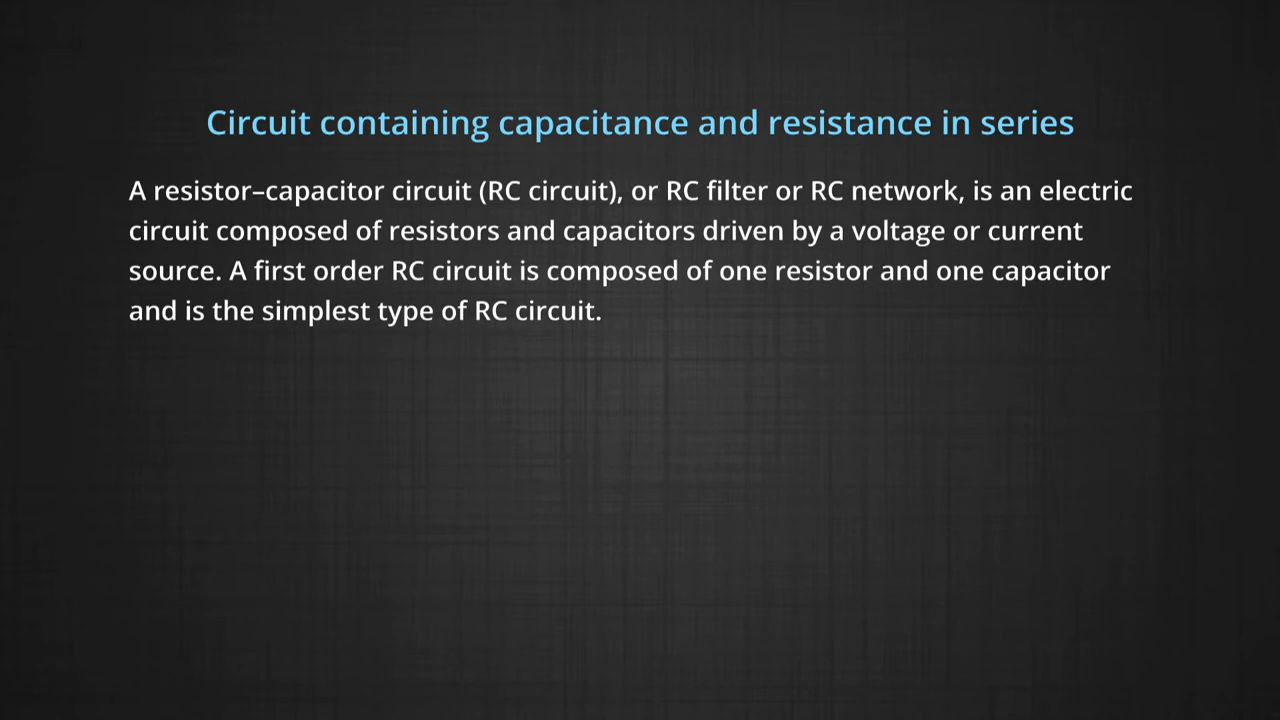 Circuit containing capacitance and resistance in series
A resistor–capacitor circuit (RC circuit), or RC filter or RC network, is an electric
circuit composed of resistors and capacitors driven by a voltage or current
source. A first order RC circuit is composed of one resistor and one capacitor
and is the simplest type of RC circuit.